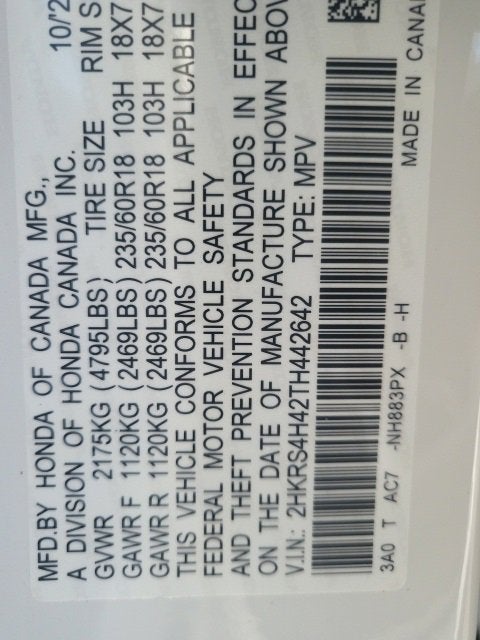 MFD.BY HONDA OF CANADA MFG., 10/'2
A DIVISION OF HONDA CANADA INC.
GVWR 2175KG (4795LBS) TIRE SIZE RIM S
GAWR F 1120KG (2469LBS) 235/60R18 103H 18X7
GAWR R 1120KG (2469LBS) 235/60R18 103H 18X7
THIS VEHICLE CONFORMS TO ALL APPLICABLE
FEDERAL MOTOR VEHICLE SAFETY
AND THEFT PREVENTION STANDARDS IN EFFEC
ON THE DATE OF MANUFACTURE SHOWN ABOV
V.I.N.: 2HKRS4H42TH442642 TYPE: MPV
3A0 T AC7 -NH883PX -B -H MADE IN CANA